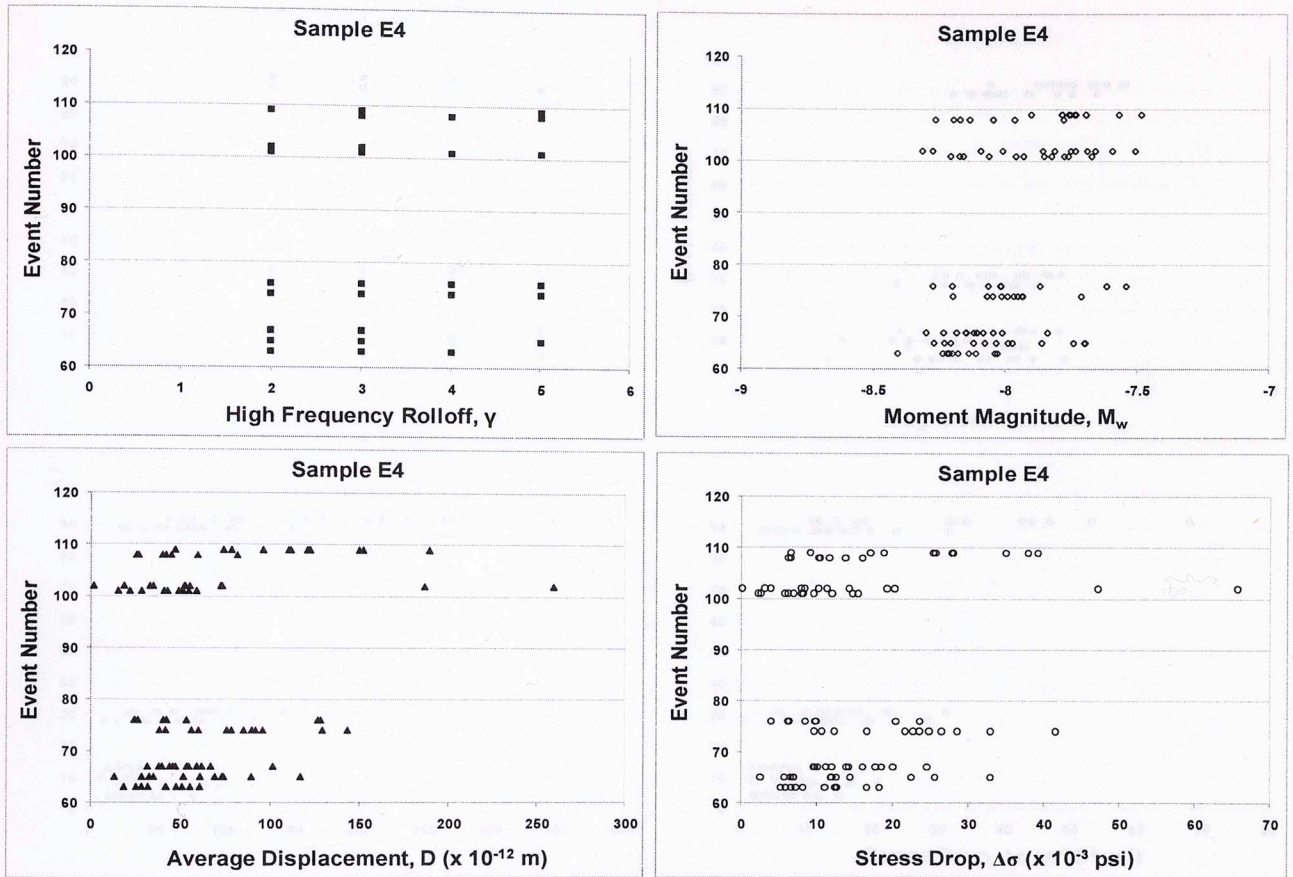 Sample E4
120
110
100
90
80
70
60
Event Number
0 1 2 3 4 5 6
High Frequency Rolloff, γ
Sample E4
120
110
100
90
80
70
60
Event Number
-9 -8.5 -8 -7.5 -7
Moment Magnitude, Mw
Sample E4
120
110
100
90
80
70
60
Event Number
0 50 100 150 200 250 300
Average Displacement, D (x 10⁻¹² m)
Sample E4
120
110
100
90
80
70
60
Event Number
0 10 20 30 40 50 60 70
Stress Drop, Δσ (x 10⁻³ psi)